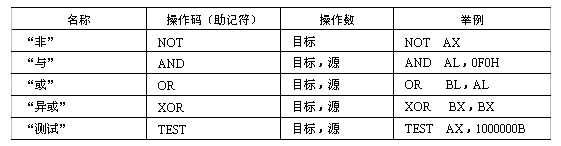 名称 操作码（助记符） 操作数 举例
“非” NOT 目标 NOT AX
“与” AND 目标，源 AND AL，0F0H
“或” OR 目标，源 OR BL，AL
“异或” XOR 目标，源 XOR BX，BX
“测试” TEST 目标，源 TEST AX，1000000B